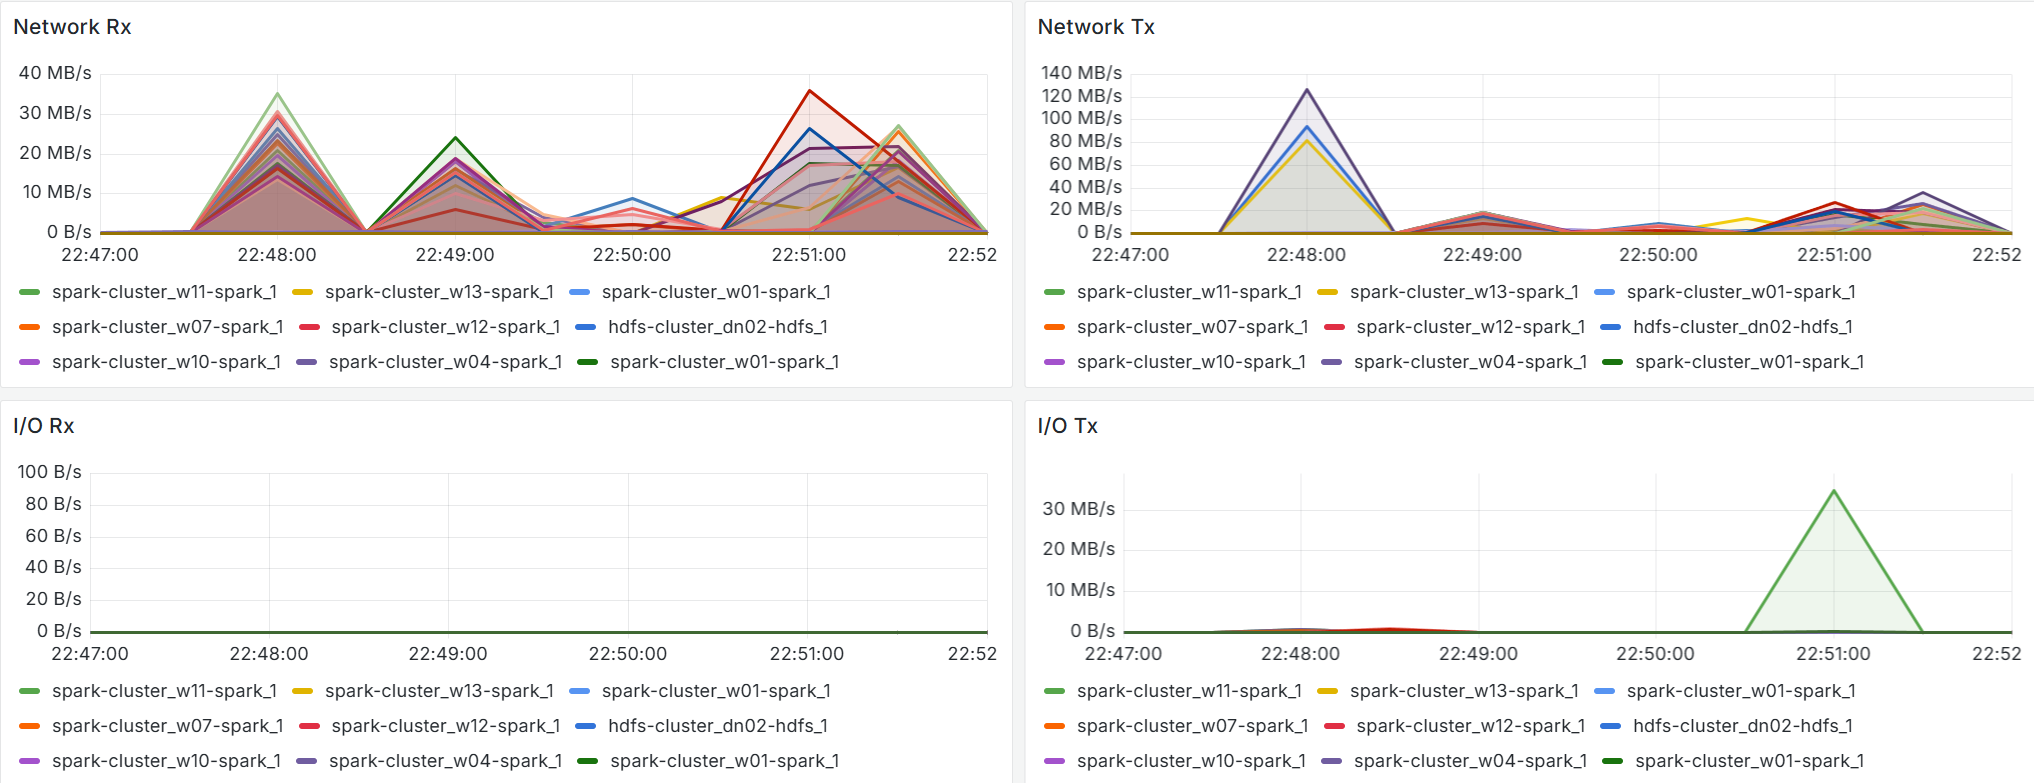 Network Rx
40 MB/s
30 MB/s
20 MB/s
10 MB/s
0 B/s
22:47:00 22:48:00 22:49:00 22:50:00 22:51:00 22:52
spark-cluster_w11-spark_1 spark-cluster_w13-spark_1 spark-cluster_w01-spark_1
spark-cluster_w07-spark_1 spark-cluster_w12-spark_1 hdfs-cluster_dn02-hdfs_1
spark-cluster_w10-spark_1 spark-cluster_w04-spark_1 spark-cluster_w01-spark_1
Network Tx
140 MB/s
120 MB/s
100 MB/s
80 MB/s
60 MB/s
40 MB/s
20 MB/s
0 B/s
22:47:00 22:48:00 22:49:00 22:50:00 22:51:00 22:52
spark-cluster_w11-spark_1 spark-cluster_w13-spark_1 spark-cluster_w01-spark_1
spark-cluster_w07-spark_1 spark-cluster_w12-spark_1 hdfs-cluster_dn02-hdfs_1
spark-cluster_w10-spark_1 spark-cluster_w04-spark_1 spark-cluster_w01-spark_1
I/O Rx
100 B/s
80 B/s
60 B/s
40 B/s
20 B/s
0 B/s
22:47:00 22:48:00 22:49:00 22:50:00 22:51:00 22:52
spark-cluster_w11-spark_1 spark-cluster_w13-spark_1 spark-cluster_w01-spark_1
spark-cluster_w07-spark_1 spark-cluster_w12-spark_1 hdfs-cluster_dn02-hdfs_1
spark-cluster_w10-spark_1 spark-cluster_w04-spark_1 spark-cluster_w01-spark_1
I/O Tx
30 MB/s
20 MB/s
10 MB/s
0 B/s
22:47:00 22:48:00 22:49:00 22:50:00 22:51:00 22:52
spark-cluster_w11-spark_1 spark-cluster_w13-spark_1 spark-cluster_w01-spark_1
spark-cluster_w07-spark_1 spark-cluster_w12-spark_1 hdfs-cluster_dn02-hdfs_1
spark-cluster_w10-spark_1 spark-cluster_w04-spark_1 spark-cluster_w01-spark_1